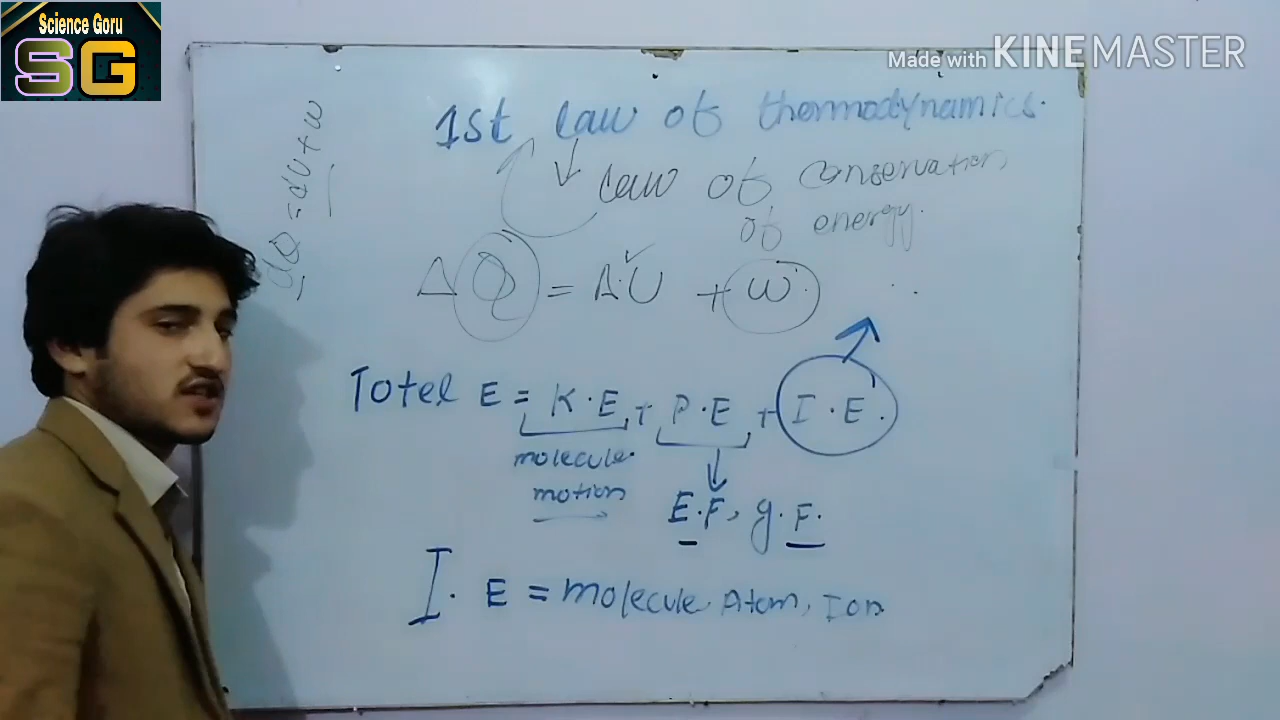 Science Goru
SG
Made with KINEMASTER
1st law of thermodynamics.
law of conservation
of energy.
dQ = dU + W
ΔQ = ΔU + W
Totel E = K.E + P.E + I.E.
molecule
motion
E.F, g.F.
I.E = molecule, Atom, Ion